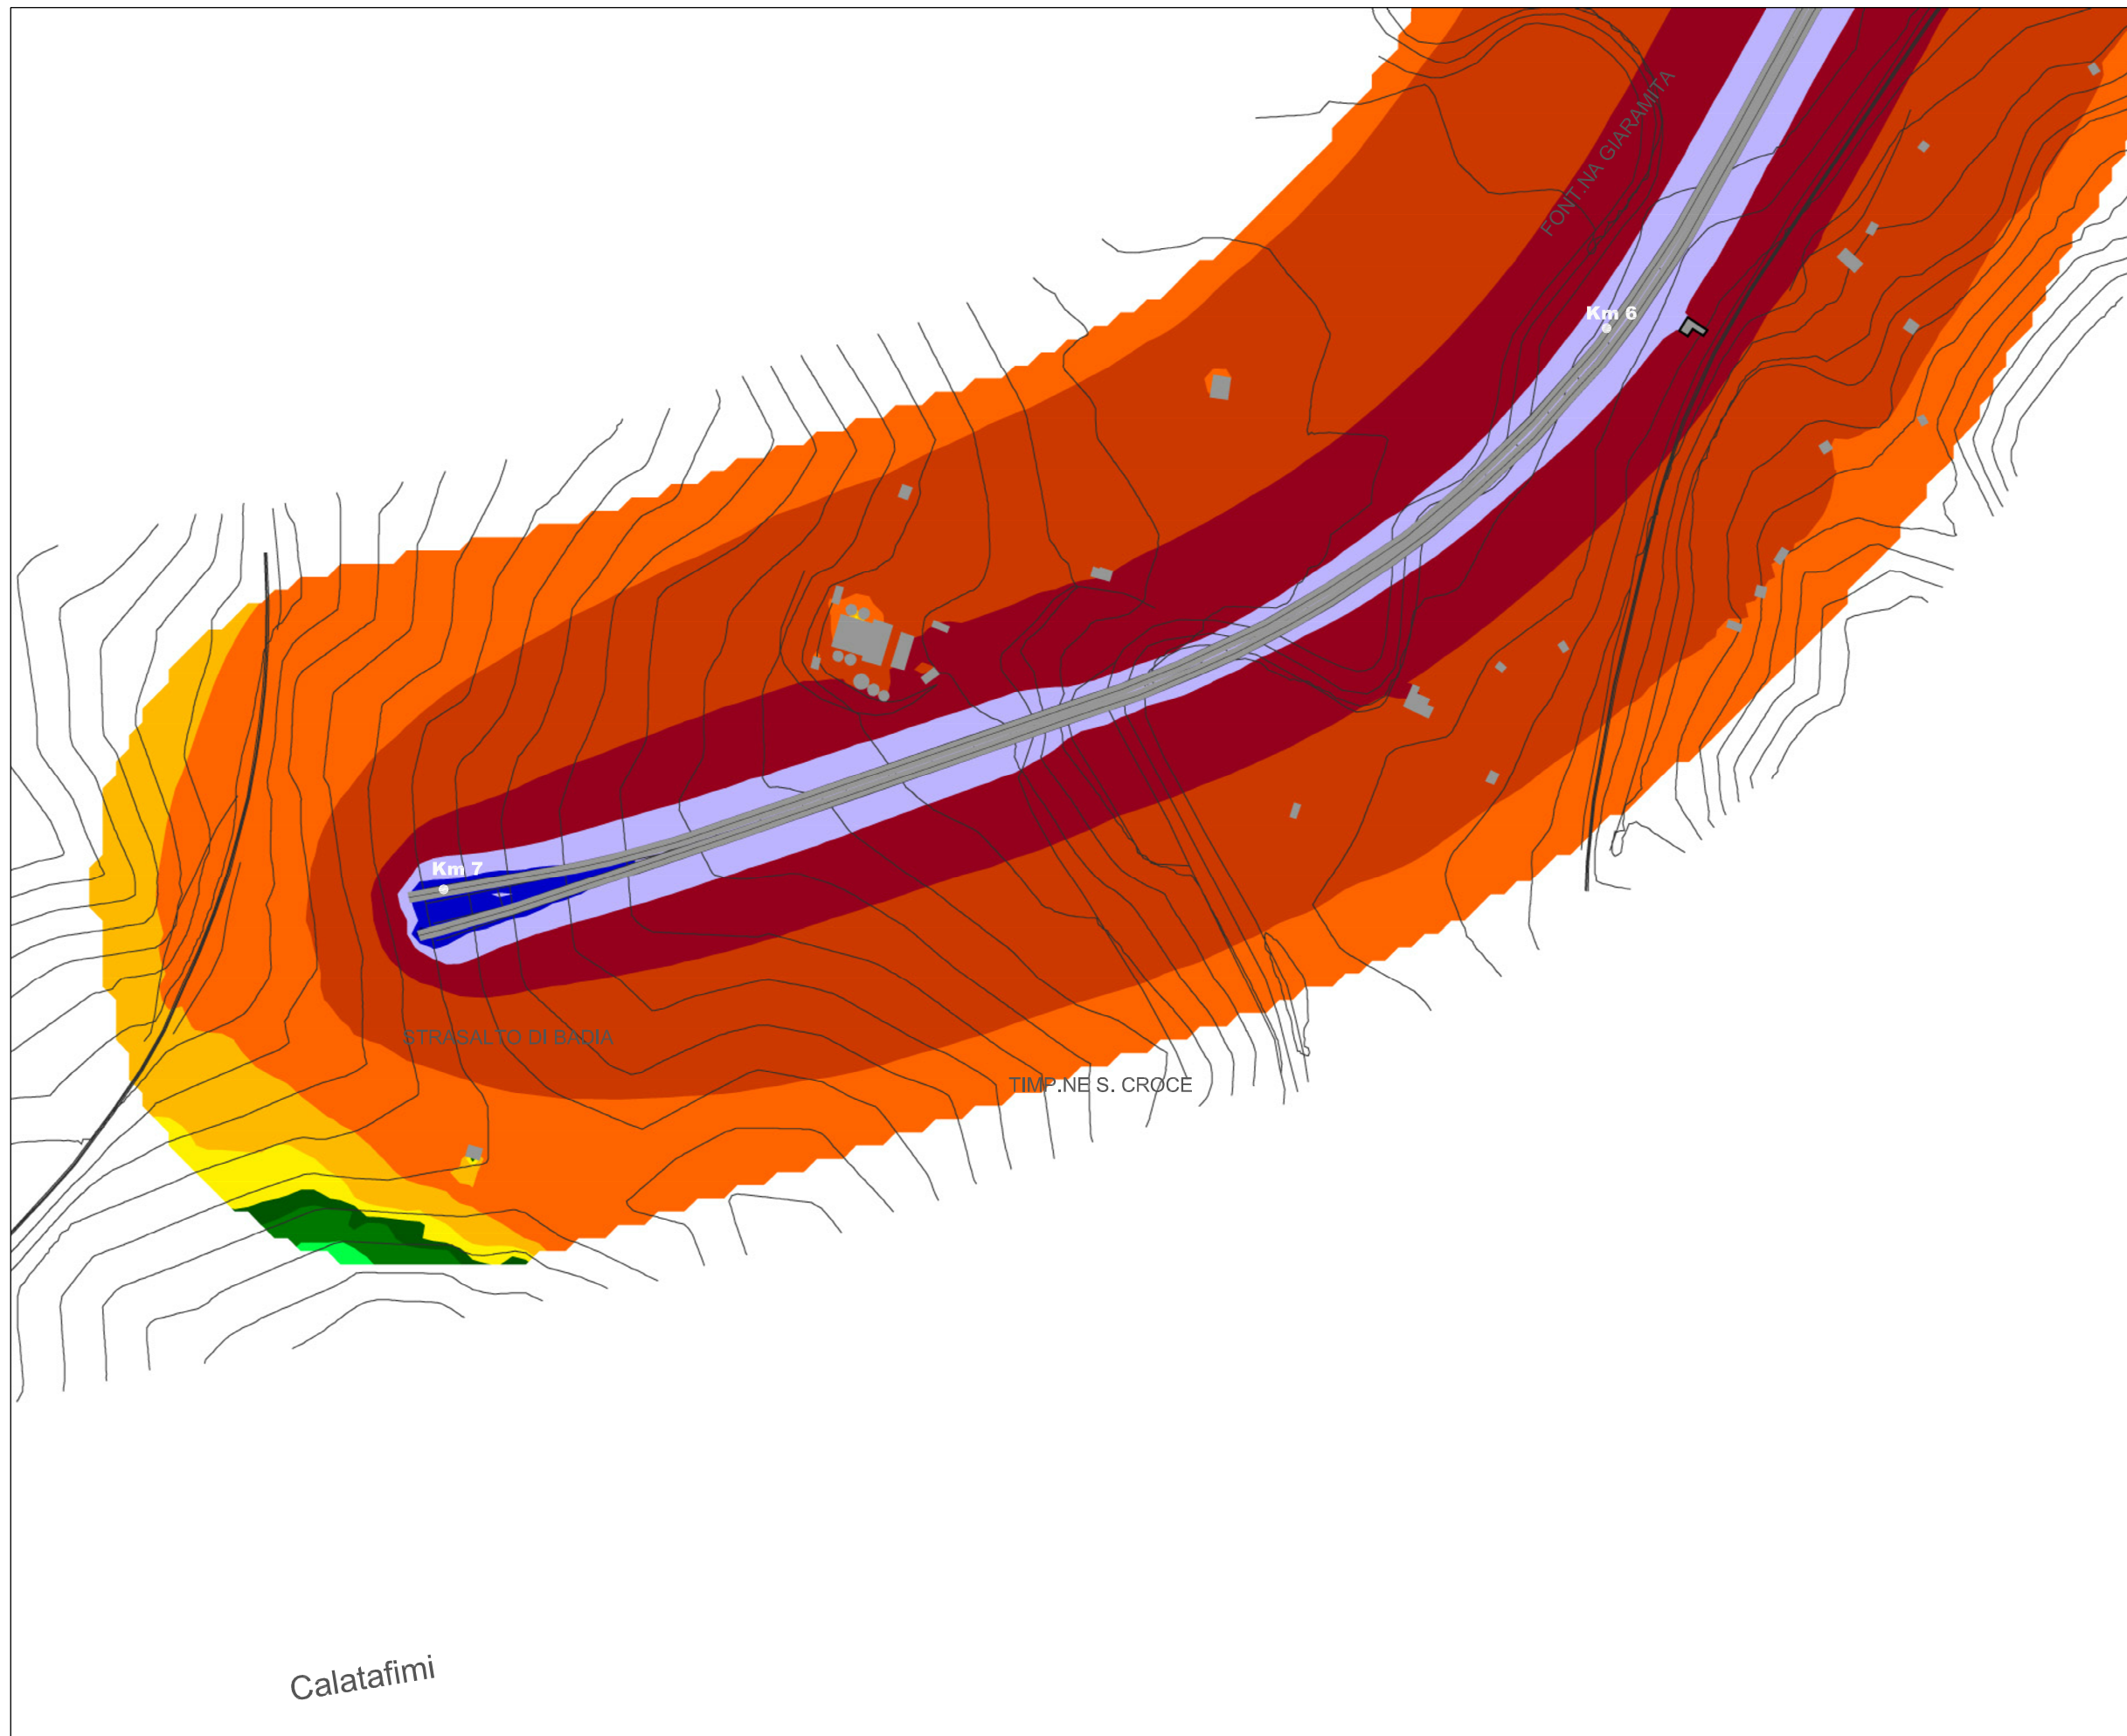 FONT.NA GIARAMITA
Km 6
Km 7
STRASALTO DI BADIA
TIMP.NE S. CROCE
Calatafimi